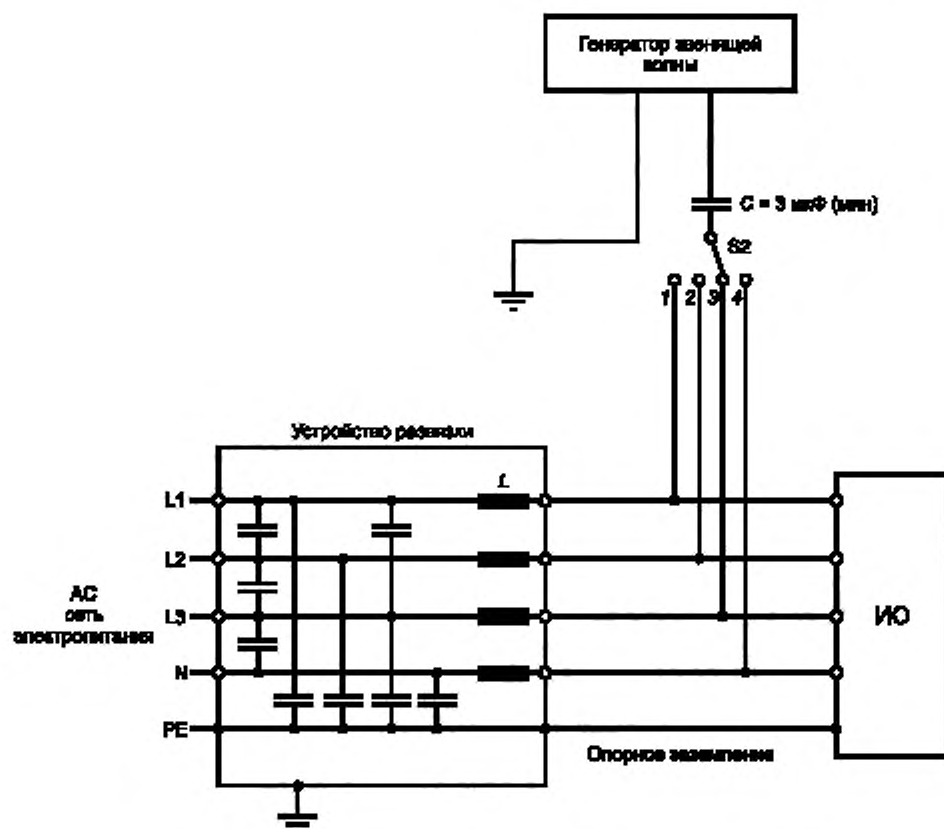 Генератор звенящей
волны
C = 3 мкФ (мин)
S2
1 2 3 4
Устройство развязки
L
L1
L2
АС
сеть
электропитания
L3
ИО
N
PE
Опорное заземление